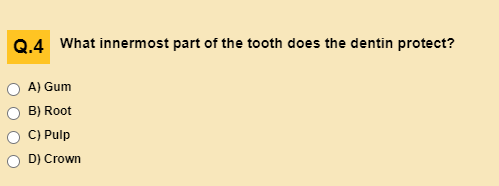 Q.4 What innermost part of the tooth does the dentin protect?
A) Gum
B) Root
C) Pulp
D) Crown